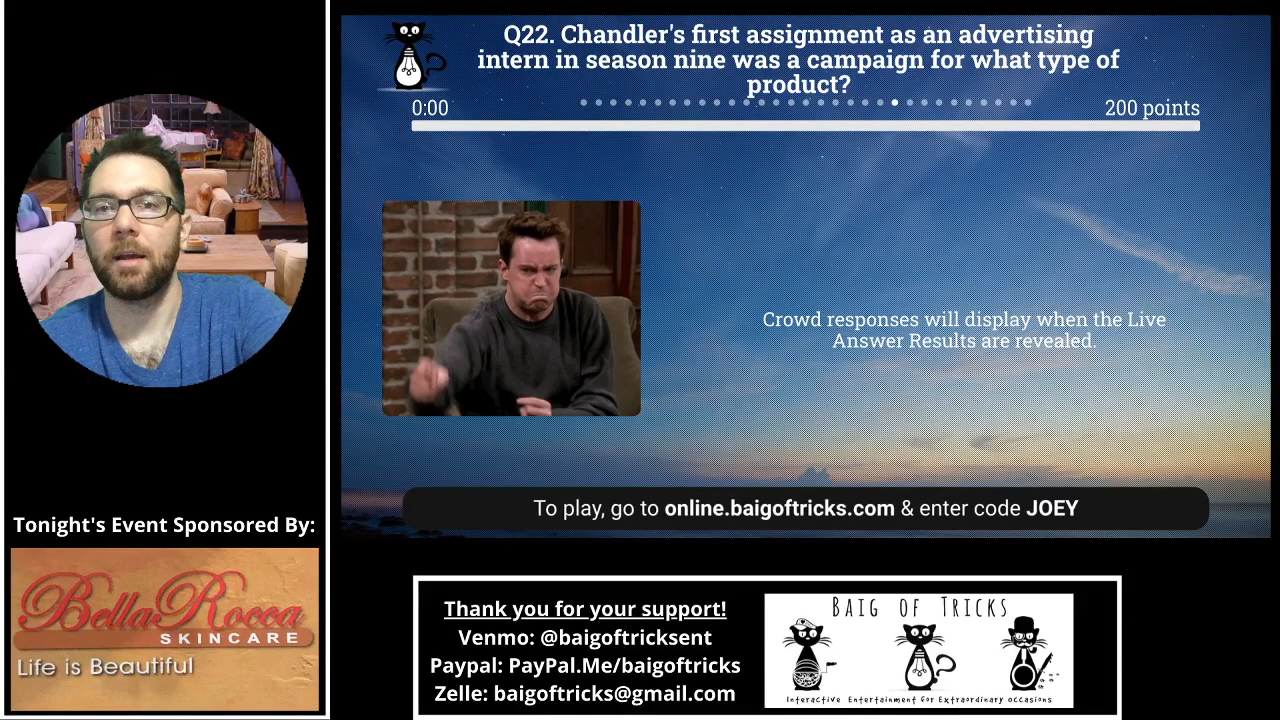 Q22. Chandler's first assignment as an advertising
intern in season nine was a campaign for what type of
product?
0:00
200 points
Crowd responses will display when the Live
Answer Results are revealed.
To play, go to online.baigoftricks.com & enter code JOEY
Tonight's Event Sponsored By:
BellaRocca
SKINCARE
Life is Beautiful
Thank you for your support!
Venmo: @baigoftricksent
Paypal: PayPal.Me/baigoftricks
Zelle: baigoftricks@gmail.com
BAIG OF TRICKS
Interactive Entertainment for Extraordinary occasions